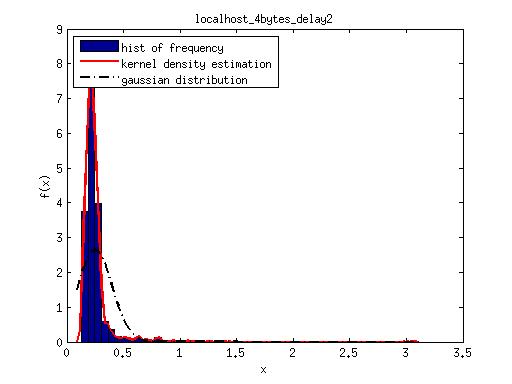 localhost_4bytes_delay2
9
hist of frequency
8
kernel density estimation
gaussian distribution
7
6
5
f(x)
4
3
2
1
0
0 0.5 1 1.5 2 2.5 3 3.5
x